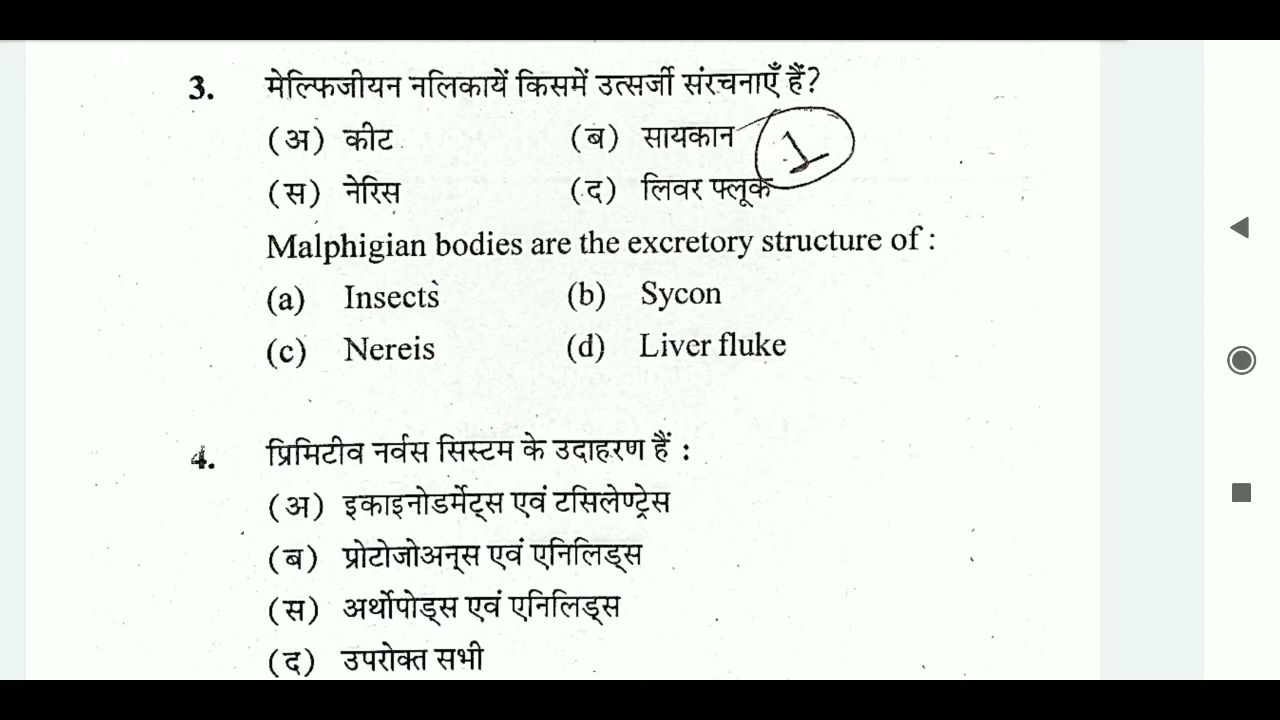 3. मेल्फिजीयन नलिकायें किसमें उत्सर्जी संरचनाएँ हैं?
(अ) कीट (ब) सायकान
(स) नेरिस (द) लिवर फ्लूक
Malphigian bodies are the excretory structure of :
(a) Insects (b) Sycon
(c) Nereis (d) Liver fluke
4. प्रिमिटीव नर्वस सिस्टम के उदाहरण हैं :
(अ) इकाइनोडर्मेट्स एवं टसिलेण्ट्रेस
(ब) प्रोटोजोअन्स एवं एनिलिड्स
(स) अर्थोपोड्स एवं एनिलिड्स
(द) उपरोक्त सभी